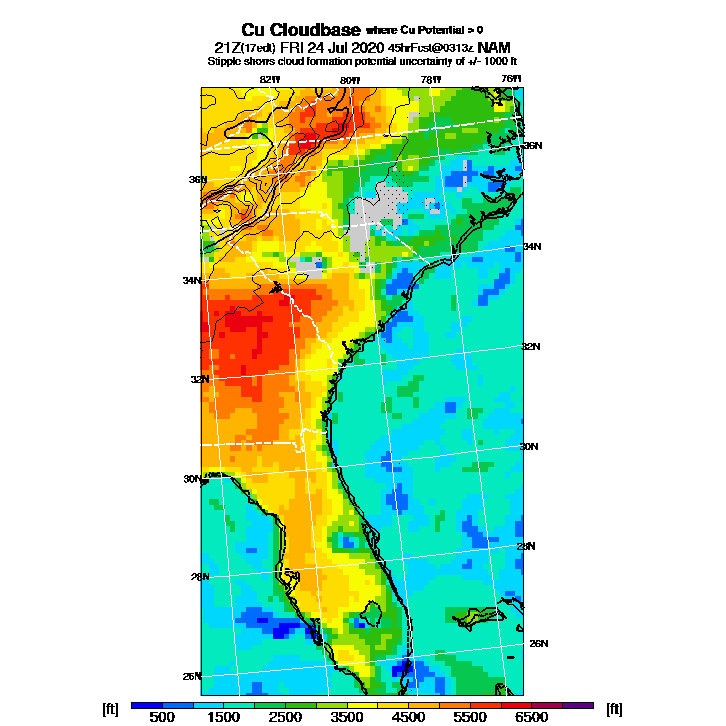 Cu Cloudbase where Cu Potential > 0
21Z(17edt) FRI 24 Jul 2020 45hrFcst@0313z NAM
Stipple shows cloud formation potential uncertainty of +/- 1000 ft
82W 80W 78W 76W
36N
36N
34N
34N
32N
32N
30N
30N
28N
28N
26N
26N
[ft] [ft]
500 1500 2500 3500 4500 5500 6500